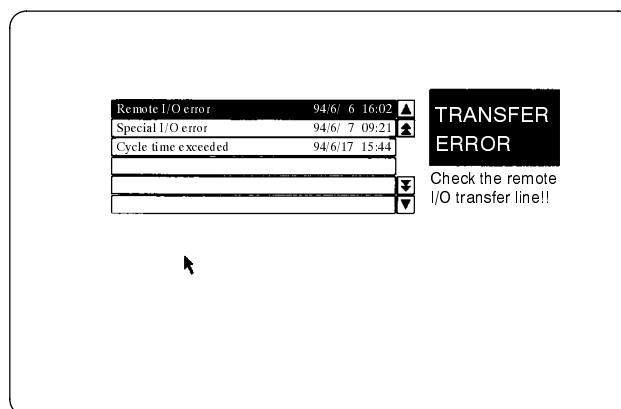 Remote I/O error 94/6/ 6 16:02
Special I/O error 94/6/ 7 09:21
Cycle time exceeded 94/6/17 15:44
TRANSFER
ERROR
Check the remote
I/O transfer line!!